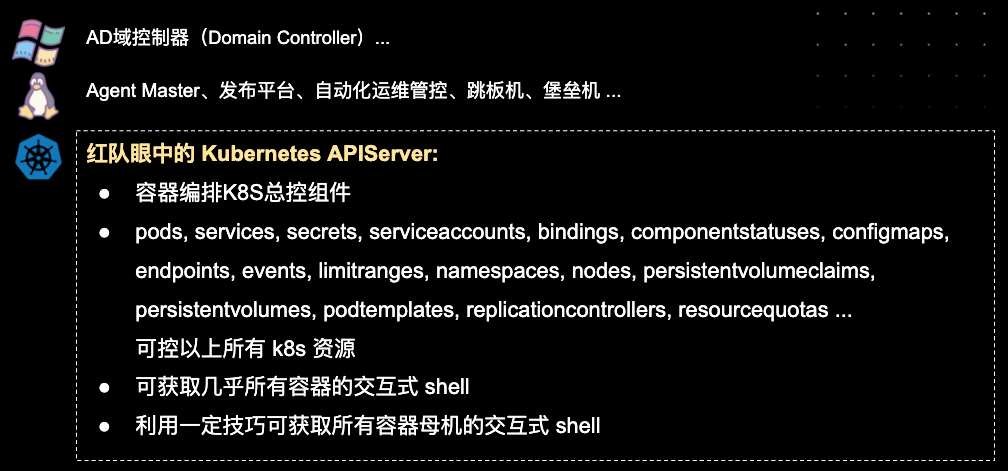 AD域控制器（Domain Controller）...
Agent Master、发布平台、自动化运维管控、跳板机、堡垒机 ...
红队眼中的 Kubernetes APIServer:
● 容器编排K8S总控组件
● pods, services, secrets, serviceaccounts, bindings, componentstatuses, configmaps,
endpoints, events, limitranges, namespaces, nodes, persistentvolumeclaims,
persistentvolumes, podtemplates, replicationcontrollers, resourcequotas ...
可控以上所有 k8s 资源
● 可获取几乎所有容器的交互式 shell
● 利用一定技巧可获取所有容器母机的交互式 shell